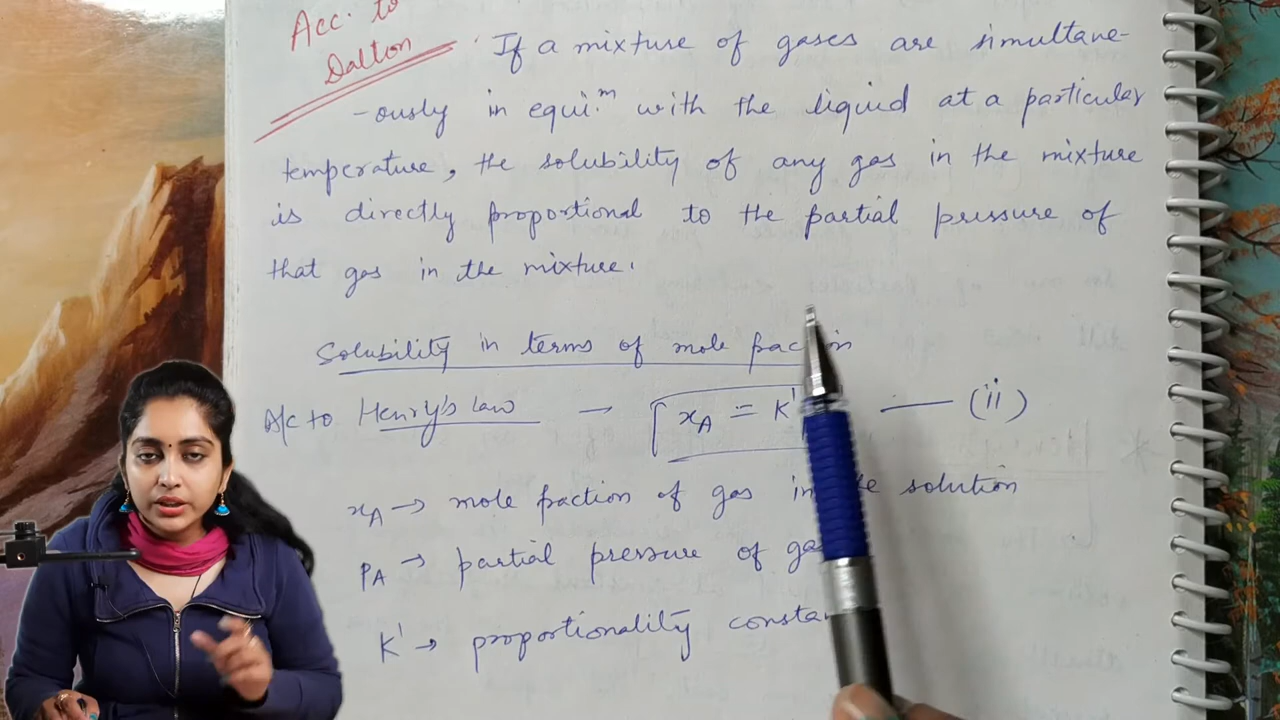 Acc. to
Dalton
If a mixture of gases are simultane-
-ously in equi.m with the liquid at a particular
temperature, the solubility of any gas in the mixture
is directly proportional to the partial pressure of
that gas in the mixture.
Solubility in terms of mole
A/c to Henry's law → xA = K' — (ii)
xA → mole fraction of gas in solution
pA → partial pressure of
K' → proportionality